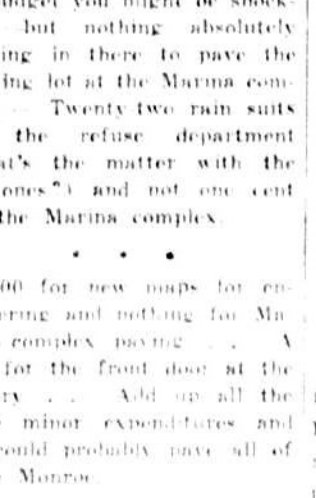 you might be shock-
but nothing absolutely
ing in there to pave the
ing lot at the Marina com-
Twenty-two rain suits
the refuse department
at's the matter with the
ones") and not one cent
the Marina complex.
* * *
00 for new maps for en-
ering and nothing for Ma-
complex paving . . . A
for the front door at the
ry . . . Add up all the
minor expenditures and
ould probably pave all of
Monroe.